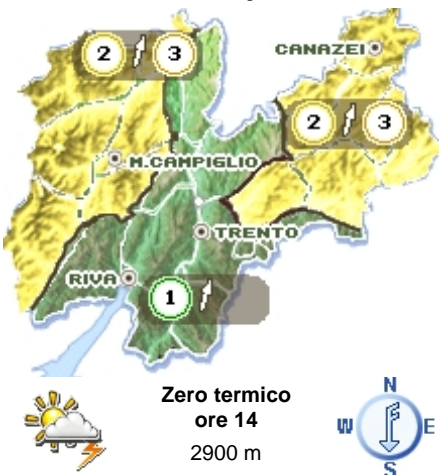 2 3
CANAZEI
2 3
M.CAMPIGLIO
TRENTO
RIVA
1
Zero termico
ore 14
2900 m
N
W E
S